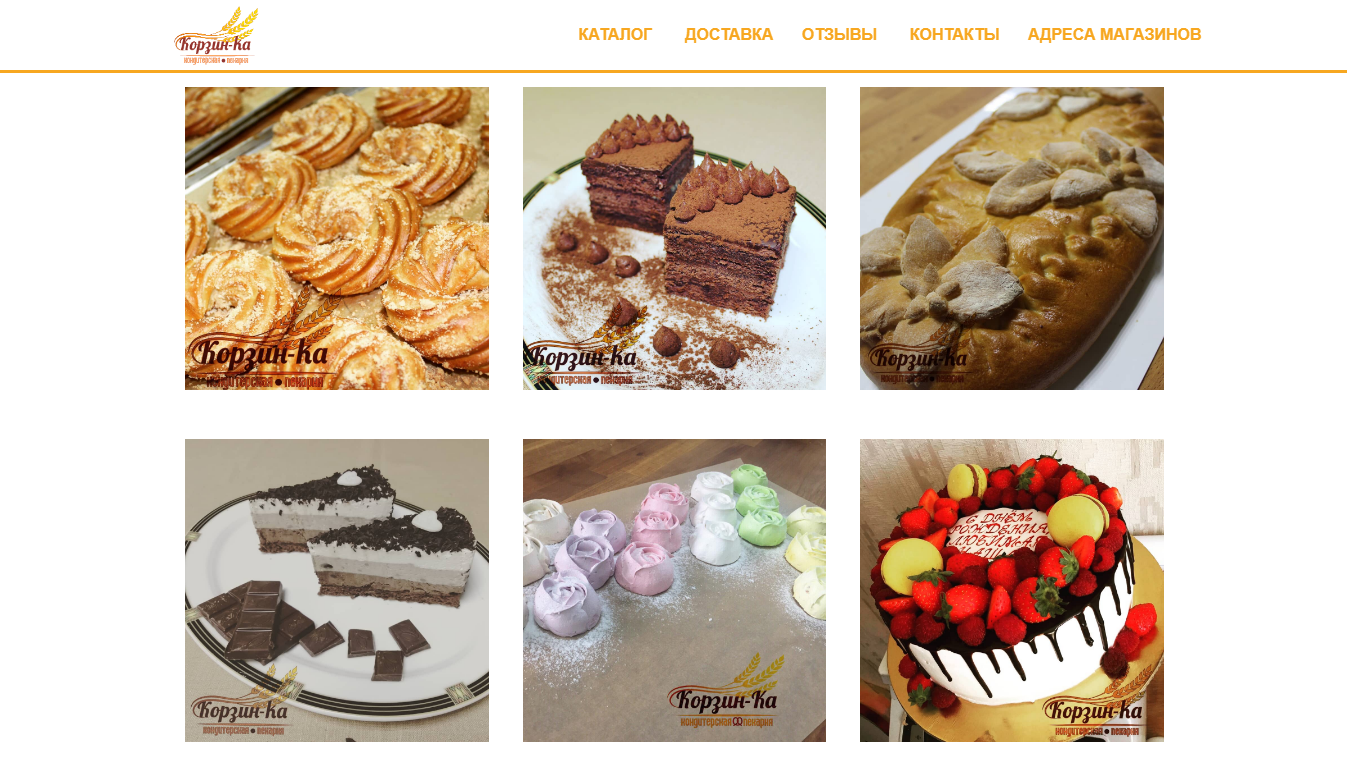 Корзин-ка
кондитерская • пекарня
КАТАЛОГ ДОСТАВКА ОТЗЫВЫ КОНТАКТЫ АДРЕСА МАГАЗИНОВ
Корзин-ка
кондитерская • пекарня
Корзин-ка
кондитерская • пекарня
Корзин-ка
кондитерская • пекарня
Корзин-ка
кондитерская • пекарня
Корзин-ка
кондитерская пекарня
С ДНЁМ
РОЖДЕНИЯ
ЛЮБИМАЯ
Корзин-ка
кондитерская • пекарня